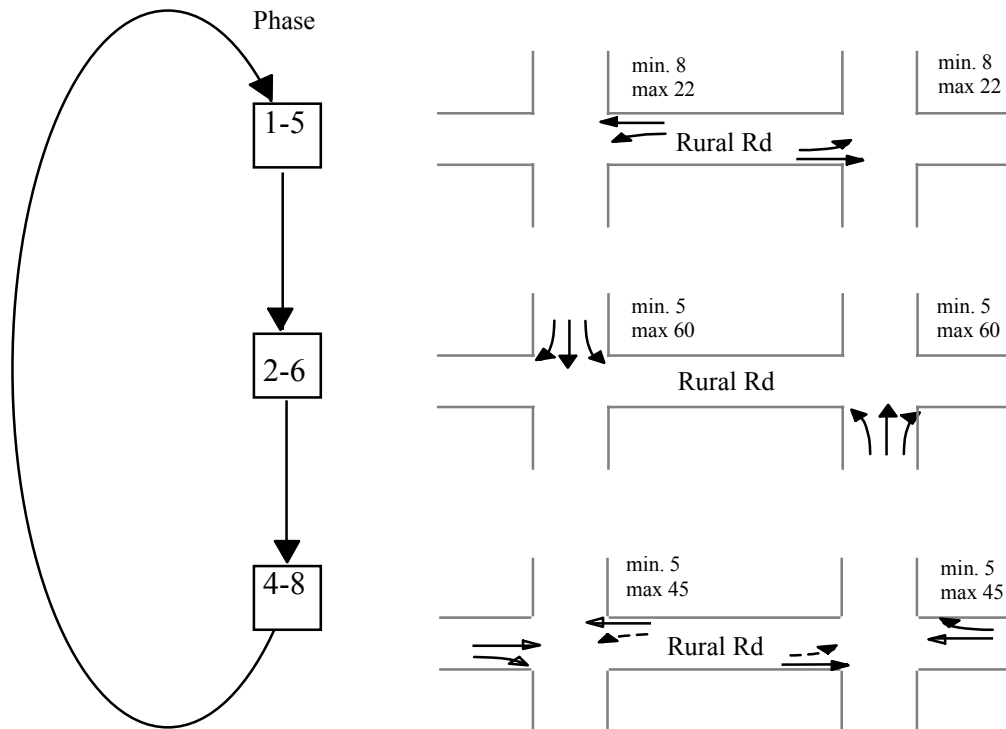 Phase
1-5
min. 8
max 22
min. 8
max 22
Rural Rd
2-6
min. 5
max 60
min. 5
max 60
Rural Rd
4-8
min. 5
max 45
min. 5
max 45
Rural Rd